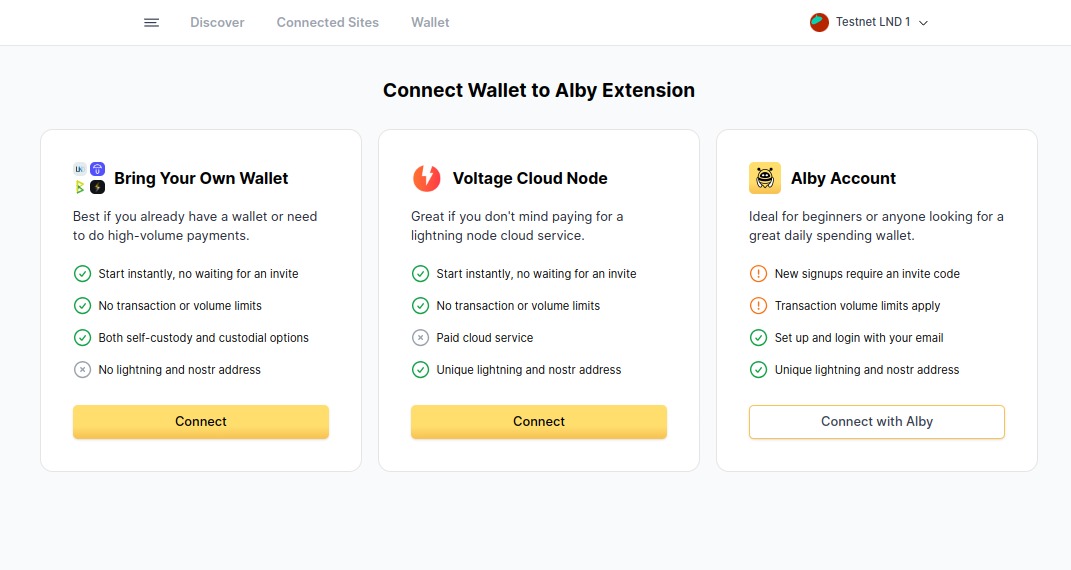 Discover
Connected Sites
Wallet
Testnet LND 1
Connect Wallet to Alby Extension
Bring Your Own Wallet
Best if you already have a wallet or need
to do high-volume payments.
Start instantly, no waiting for an invite
No transaction or volume limits
Both self-custody and custodial options
No lightning and nostr address
Connect
Voltage Cloud Node
Great if you don't mind paying for a
lightning node cloud service.
Start instantly, no waiting for an invite
No transaction or volume limits
Paid cloud service
Unique lightning and nostr address
Connect
Alby Account
Ideal for beginners or anyone looking for a
great daily spending wallet.
New signups require an invite code
Transaction volume limits apply
Set up and login with your email
Unique lightning and nostr address
Connect with Alby